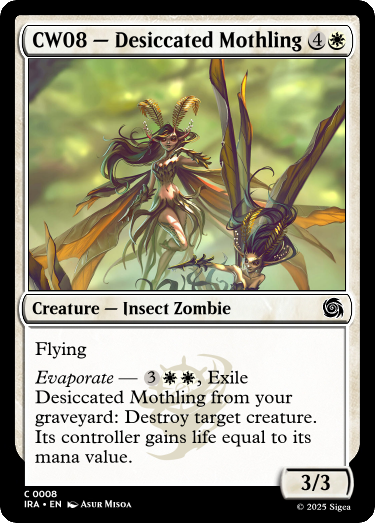 CW08 — Desiccated Mothling 4
Creature — Insect Zombie
Flying
Evaporate — 3, Exile
Desiccated Mothling from your
graveyard: Destroy target creature.
Its controller gains life equal to its
mana value.
3/3
C 0008
IRA • EN Asur Misoa
© 2025 Sigea